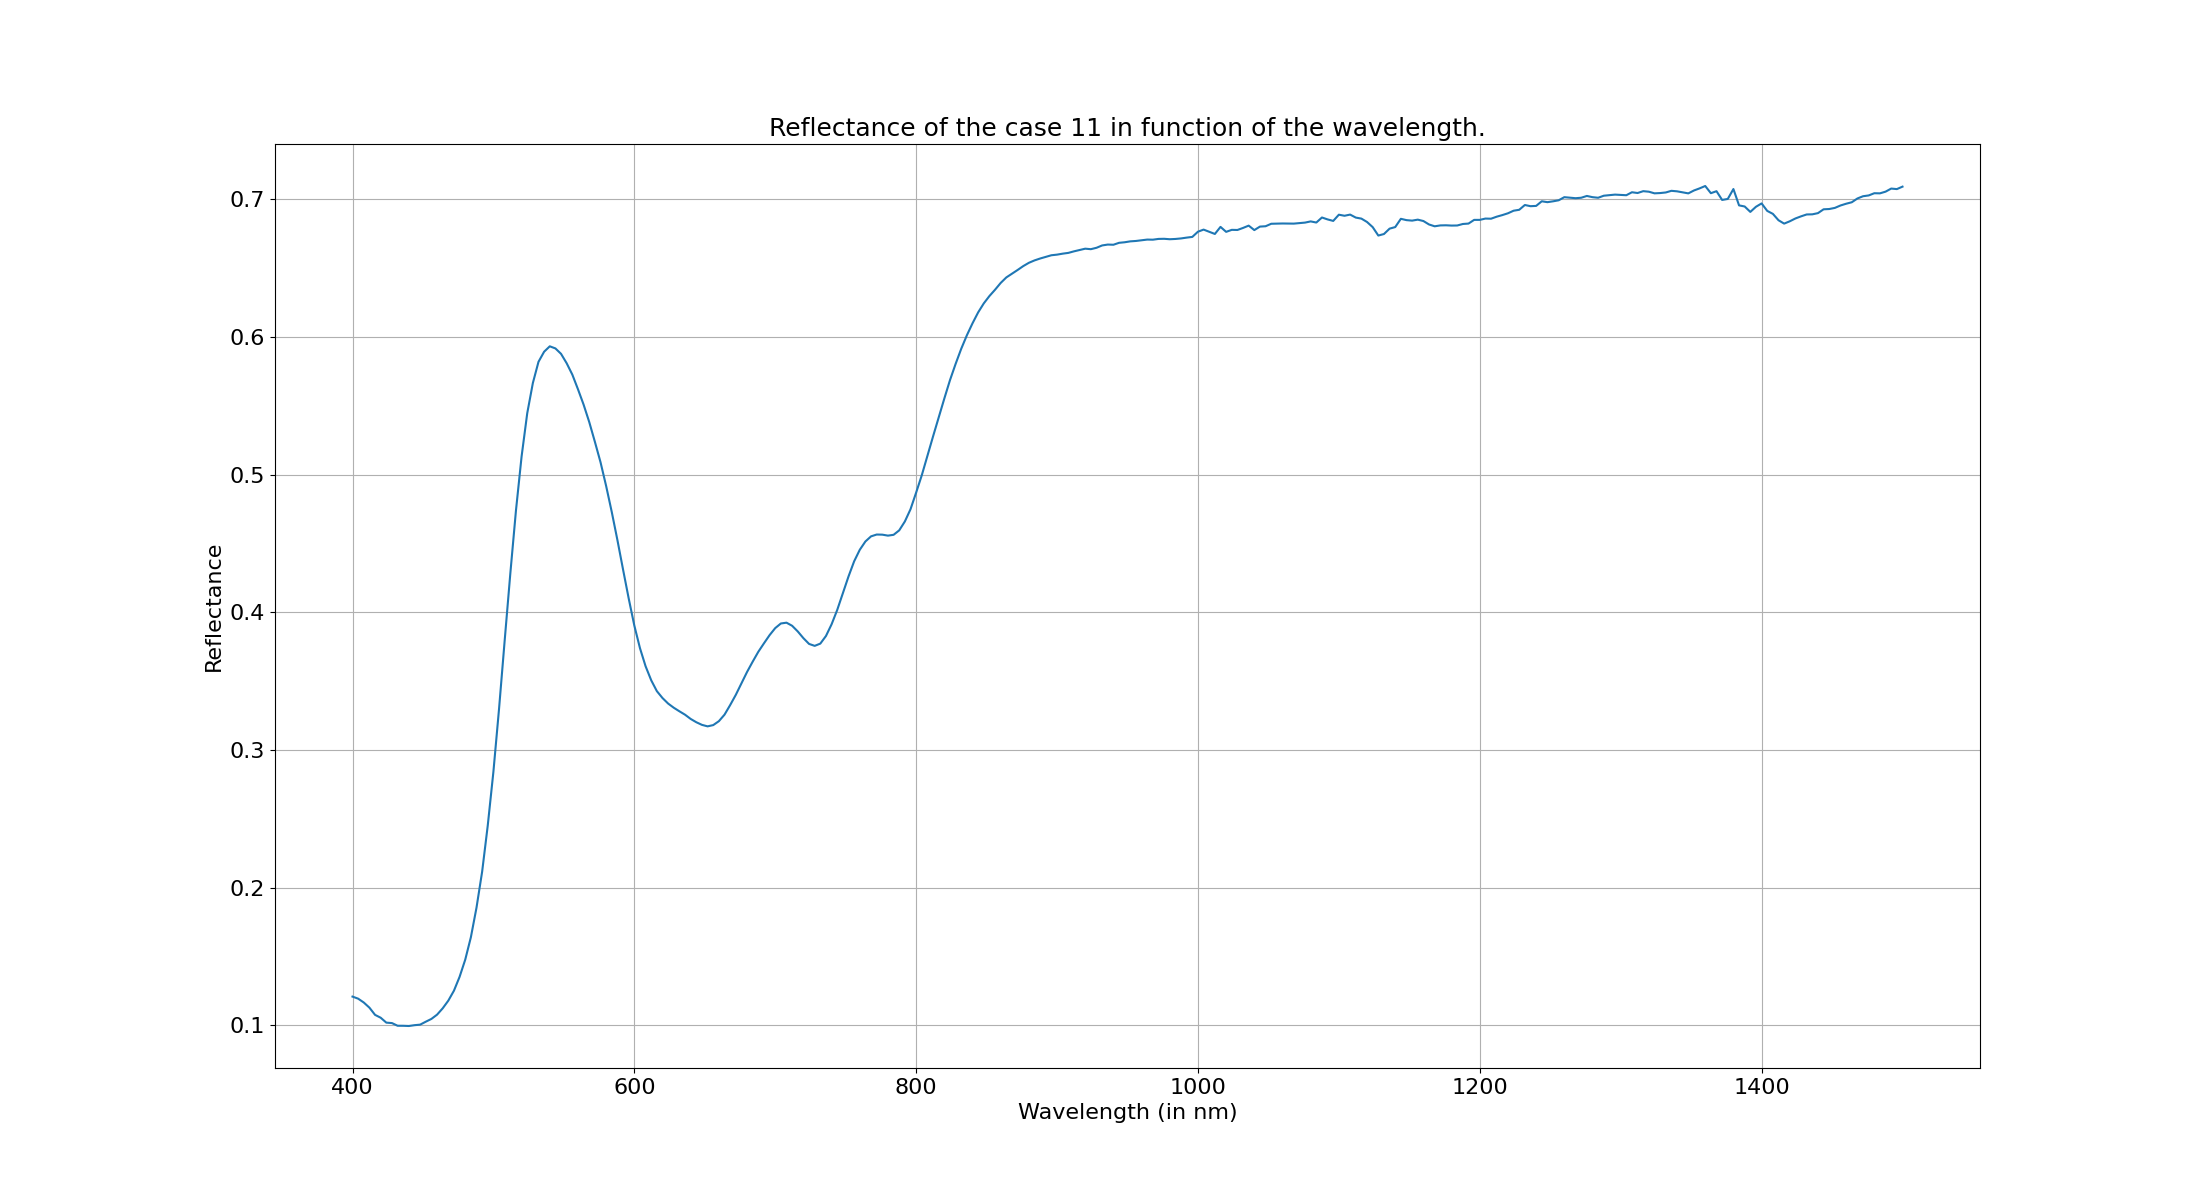 Reflectance of the case 11 in function of the wavelength.
0.7
0.6
0.5
0.4
0.3
0.2
0.1
Reflectance
400 600 800 1000 1200 1400
Wavelength (in nm)